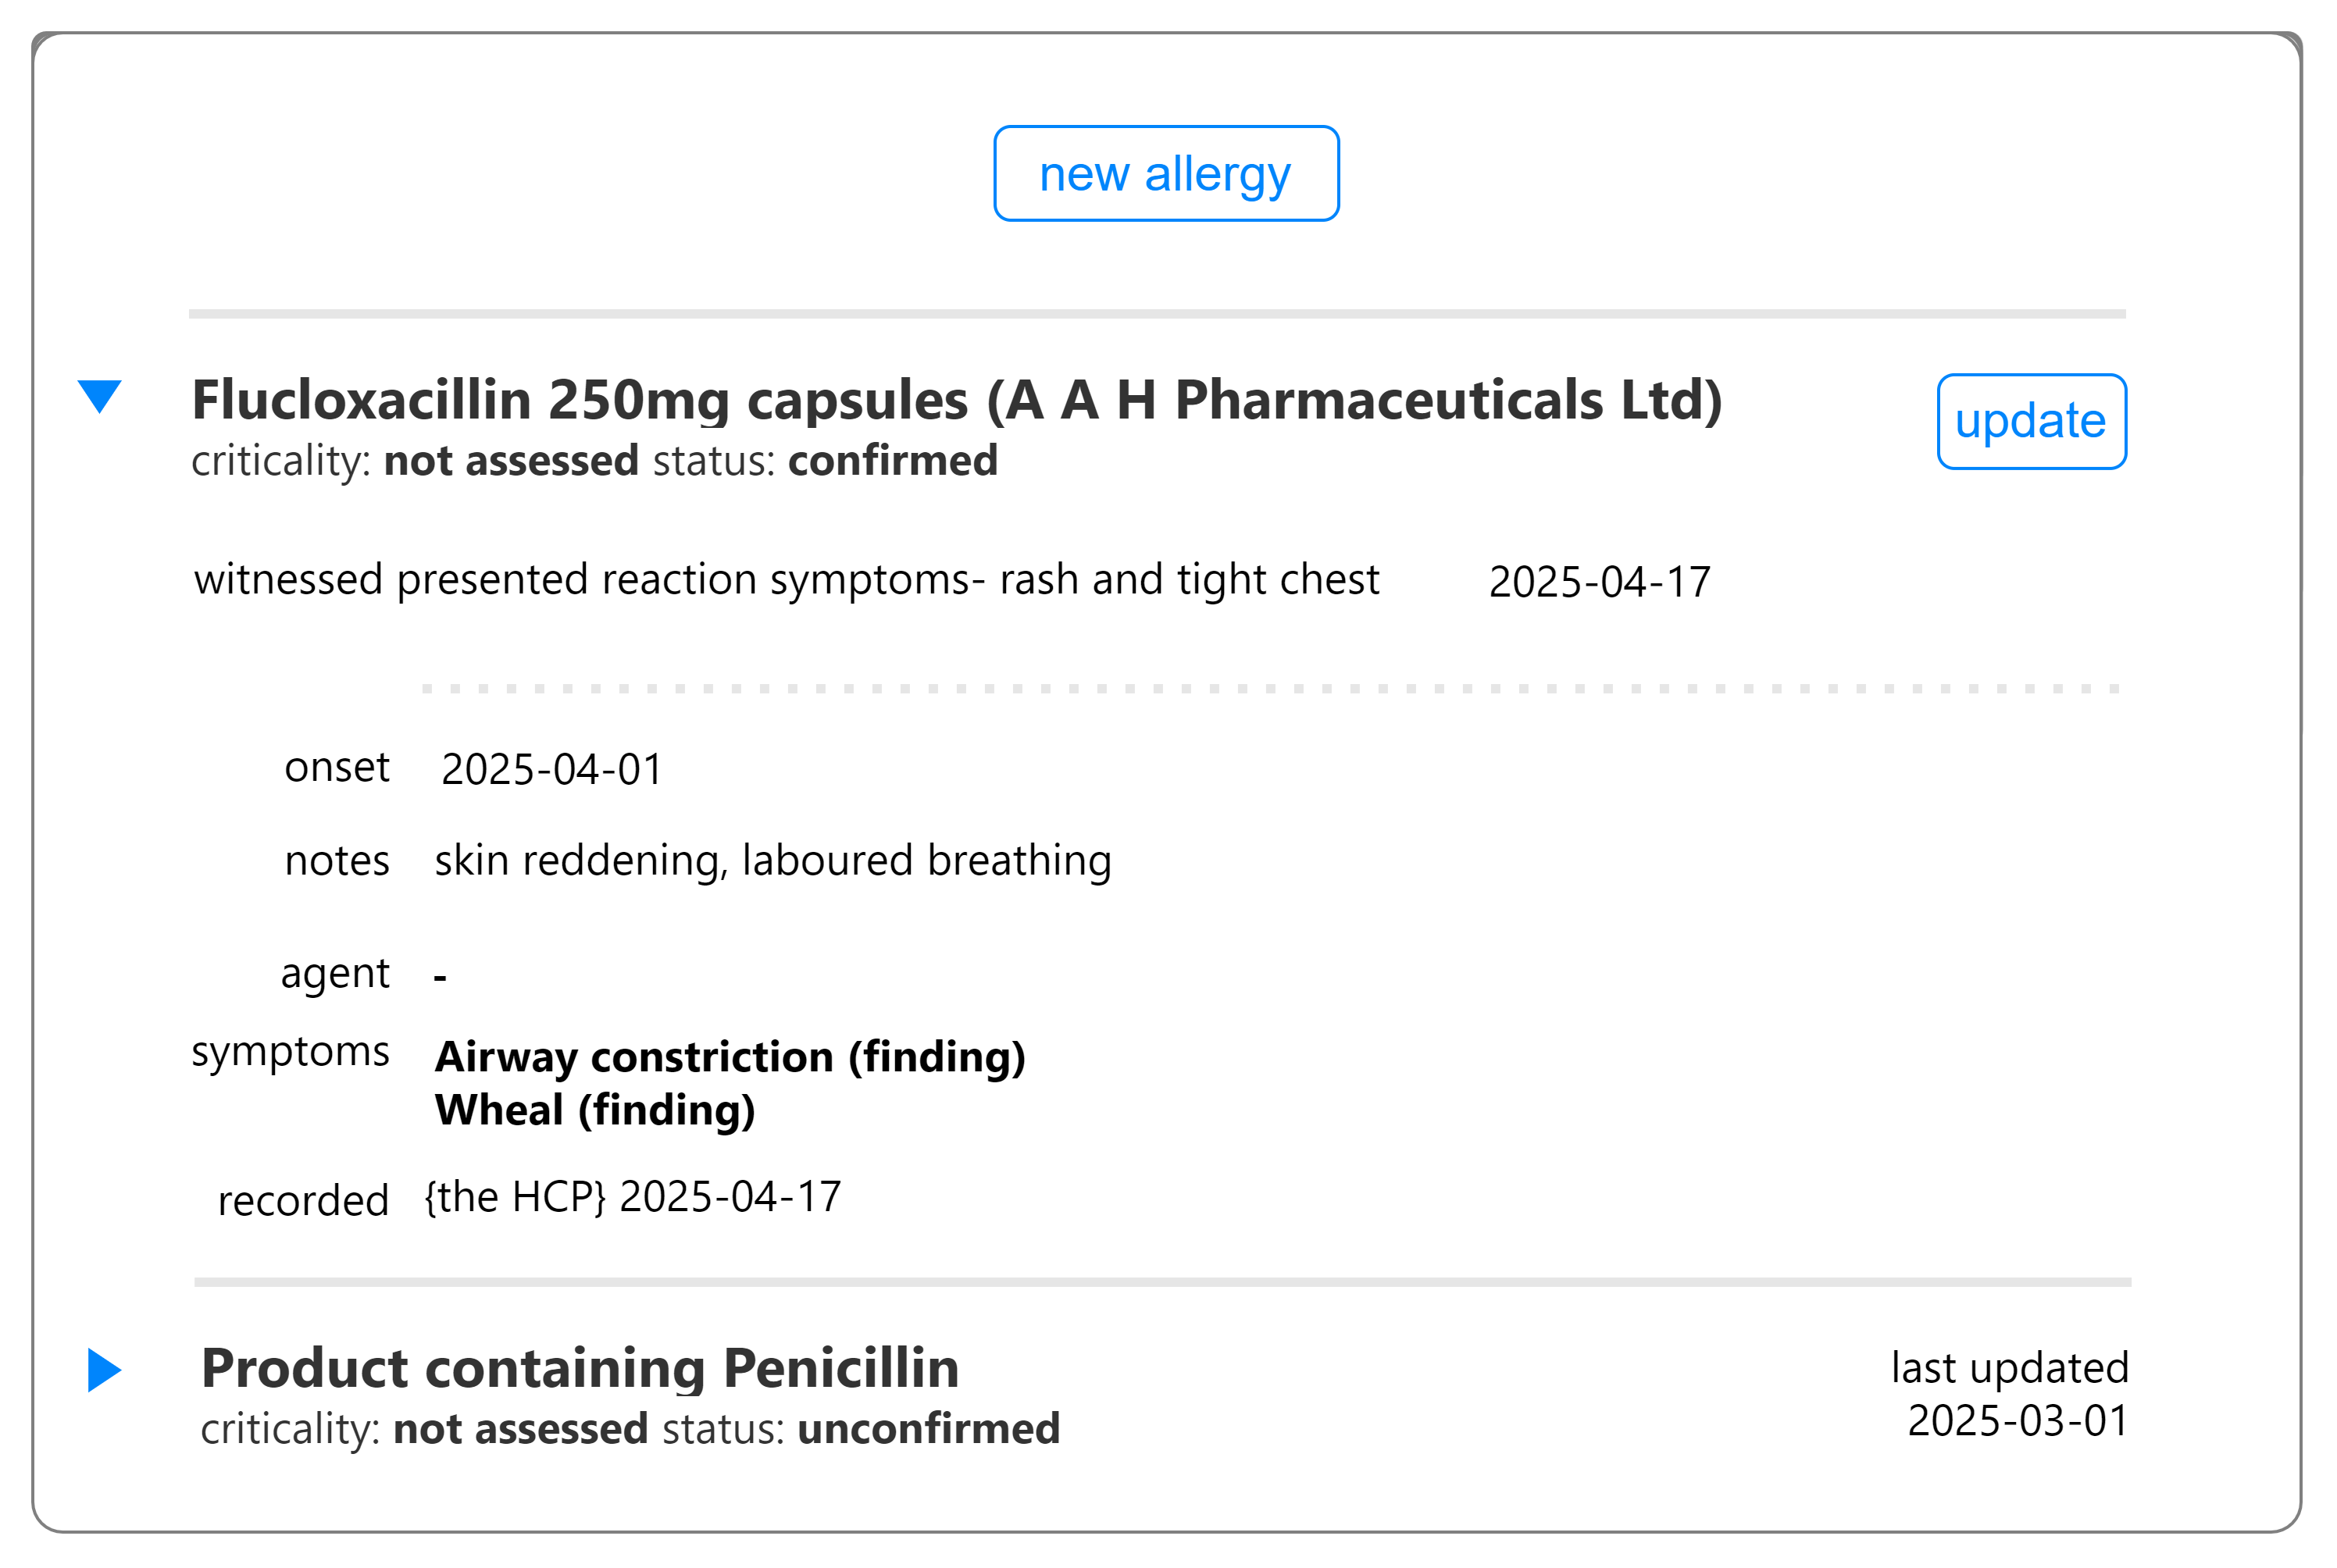 new allergy
Flucloxacillin 250mg capsules (A A H Pharmaceuticals Ltd)
update
criticality: not assessed status: confirmed
witnessed presented reaction symptoms- rash and tight chest 2025-04-17
onset 2025-04-01
notes skin reddening, laboured breathing
agent -
symptoms Airway constriction (finding)
Wheal (finding)
recorded {the HCP} 2025-04-17
Product containing Penicillin
criticality: not assessed status: unconfirmed
last updated
2025-03-01